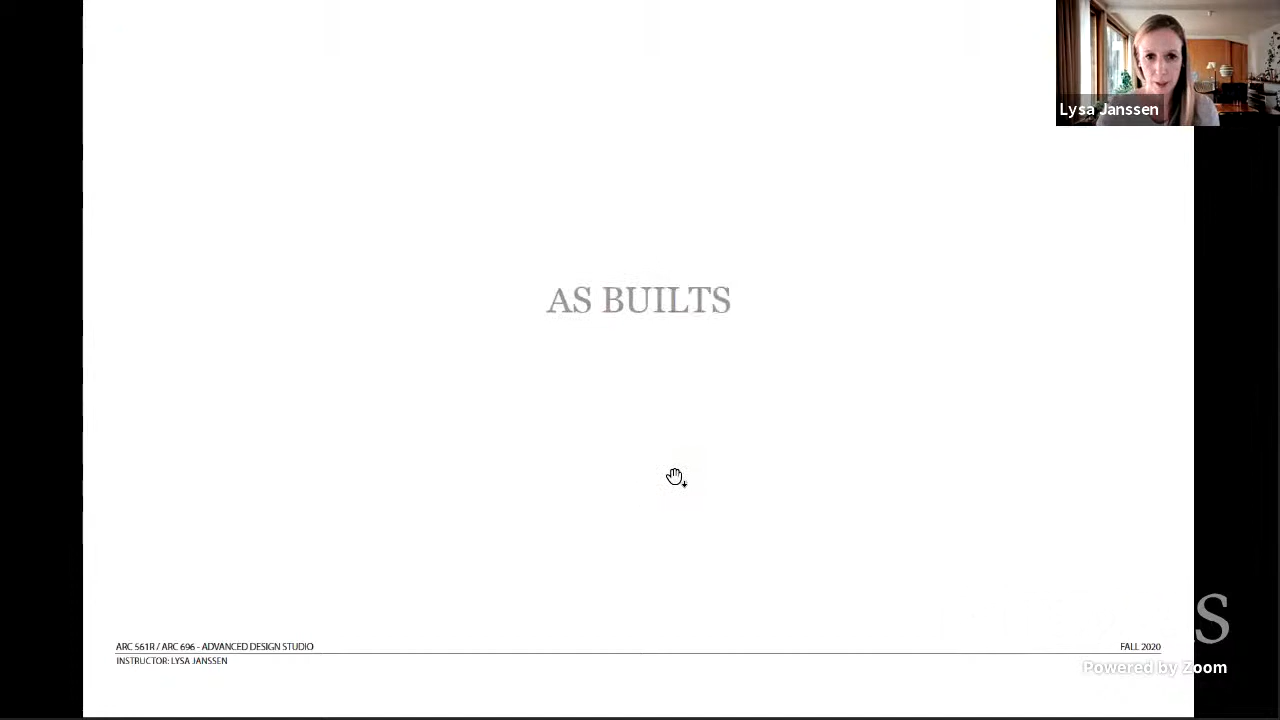 Lysa Janssen
AS BUILTS
S
ARC 561R / ARC 696 - ADVANCED DESIGN STUDIO
FALL 2020
INSTRUCTOR: LYSA JANSSEN
Powered by Zoom